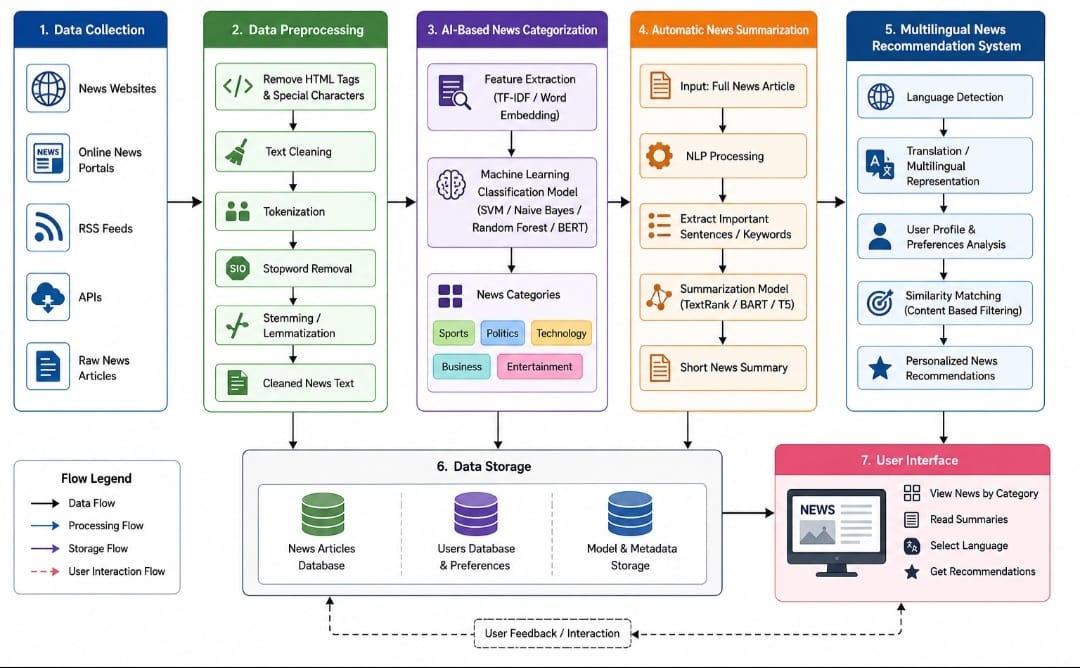 1. Data Collection
News Websites
Online News
Portals
RSS Feeds
APIs
Raw News
Articles
2. Data Preprocessing
</>
Remove HTML Tags
& Special Characters
Text Cleaning
Tokenization
SIO
Stopword Removal
Stemming /
Lemmatization
Cleaned News Text
3. AI-Based News Categorization
Feature Extraction
(TF-IDF / Word
Embedding)
Machine Learning
Classification Model
(SVM / Naive Bayes /
Random Forest / BERT)
News Categories
Sports
Politics
Technology
Business
Entertainment
4. Automatic News Summarization
Input: Full News Article
NLP Processing
Extract Important
Sentences / Keywords
Summarization Model
(TextRank / BART / T5)
Short News Summary
5. Multilingual News
Recommendation System
Language Detection
A 文
Translation /
Multilingual
Representation
User Profile &
Preferences Analysis
Similarity Matching
(Content Based Filtering)
Personalized News
Recommendations
NEWS
Flow Legend
Data Flow
Processing Flow
Storage Flow
User Interaction Flow
6. Data Storage
News Articles
Database
Users Database
& Preferences
Model & Metadata
Storage
7. User Interface
NEWS
View News by Category
Read Summaries
Select Language
Get Recommendations
User Feedback / Interaction